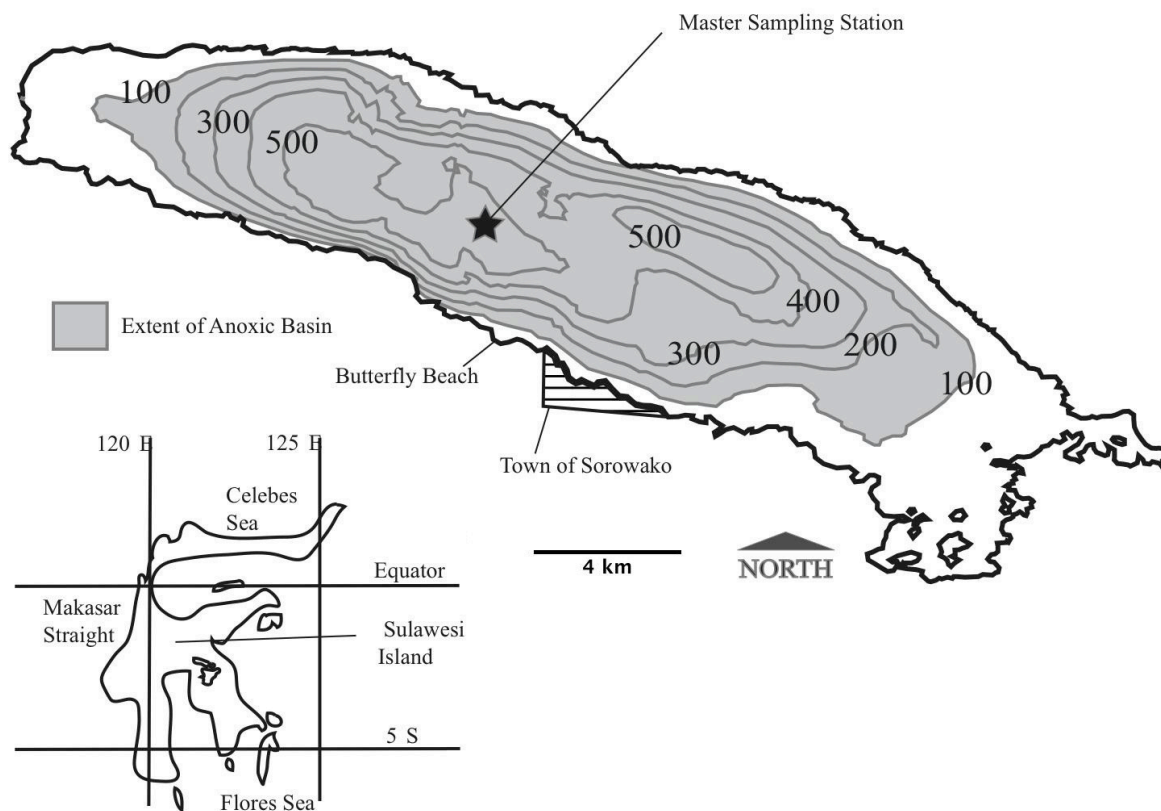 Master Sampling Station
100
300
500
500
400
300
200
100
Extent of Anoxic Basin
Butterfly Beach
Town of Sorowako
4 km
NORTH
120 E
125 E
Celebes
Sea
Equator
Makasar
Straight
Sulawesi
Island
5 S
Flores Sea